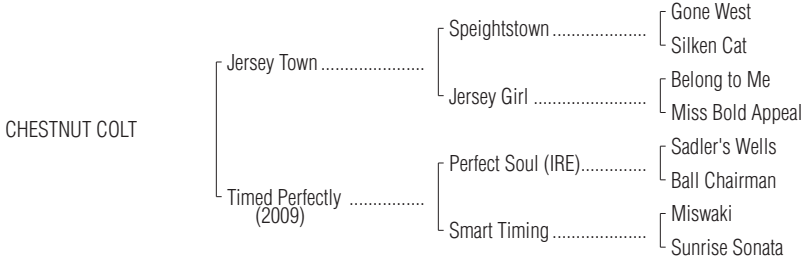 Gone West
Speightstown ....................
Silken Cat
Jersey Town ......................
Belong to Me
Jersey Girl ........................
Miss Bold Appeal
CHESTNUT COLT
Sadler's Wells
Perfect Soul (IRE)..............
Ball Chairman
Timed Perfectly ................
(2009)
Miswaki
Smart Timing ....................
Sunrise Sonata